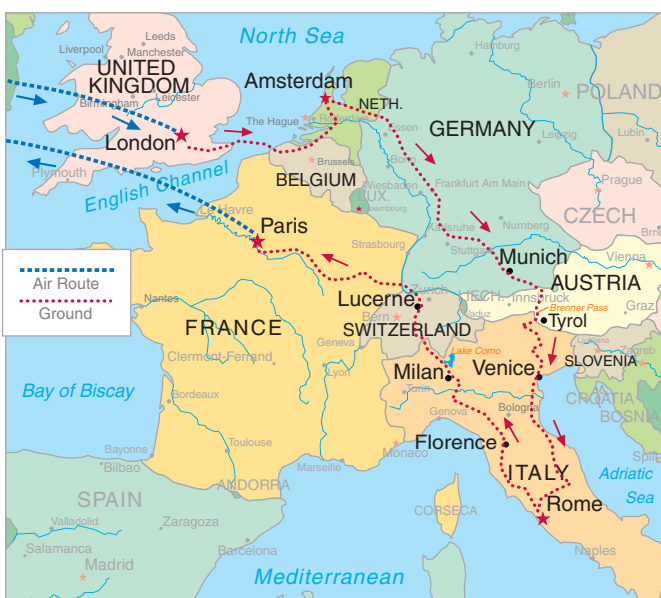 North Sea
Leeds
Liverpool
Manchester
Hamburg
UNITED
KINGDOM
Amsterdam
Berlin
POLAND
Birmingham
Leicester
NETH.
The Hague
Essen
GERMANY
Leipzig
Lubin
London
Brussels
Bonn
Plymouth
English Channel
BELGIUM
Wiesbaden
Frankfurt Am Main
Prague
LUX.
Luxembourg
Le Havre
CZECH
Paris
Karlsruhe
Nurnberg
Brno
Strasbourg
Stuttgart
Munich
Vienna
Air Route
Ground
AUSTRIA
Nantes
Lucerne
Zurich
LIECH.
Innsbruck
Brenner Pass
Graz
Bern
Vaduz
Tyrol
FRANCE
SWITZERLAND
Geneva
Lake Como
Ljubljana
Zagreb
Clermont-Ferrand
Lyon
Milan
Venice
SLOVENIA
Bay of Biscay
Turin
CROATIA
Bordeaux
Genova
Bologna
BOSNIA
Florence
Bayonne
Toulouse
Marseille
Monaco
Split
Bilbao
ITALY
Adriatic
Sea
ANDORRA
SPAIN
CORSECA
Rome
Valladolid
Zaragoza
Salamanca
Barcelona
Naples
Madrid
Mediterranean